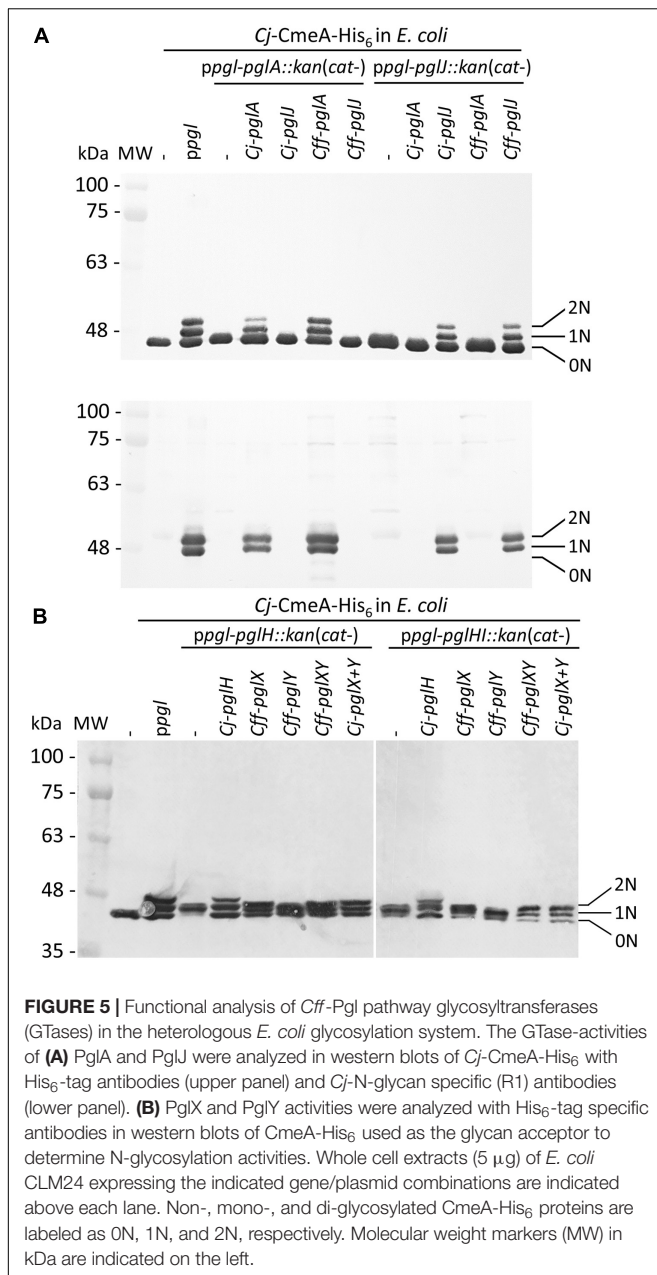 A
Cj-CmeA-His6 in E. coli
ppgl-pglA::kan(cat-) ppgl-pglJ::kan(cat-)
kDa MW - ppgl - Cj-pglA Cj-pglJ Cff-pglA Cff-pglJ - Cj-pglA Cj-pglJ Cff-pglA Cff-pglJ
100 -
75 -
63 -
48 -
2N
1N
0N
100 -
75 -
63 -
48 -
2N
1N
0N
B
Cj-CmeA-His6 in E. coli
ppgl-pglH::kan(cat-) ppgl-pglHI::kan(cat-)
kDa MW - ppgl - Cj-pglH Cff-pglX Cff-pglY Cff-pglXY Cj-pglX+Y - Cj-pglH Cff-pglX Cff-pglY Cff-pglXY Cj-pglX+Y
100 -
75 -
63 -
48 -
35 -
2N
1N
0N
FIGURE 5 | Functional analysis of Cff-Pgl pathway glycosyltransferases
(GTases) in the heterologous E. coli glycosylation system. The GTase-activities
of (A) PglA and PglJ were analyzed in western blots of Cj-CmeA-His6 with
His6-tag antibodies (upper panel) and Cj-N-glycan specific (R1) antibodies
(lower panel). (B) PglX and PglY activities were analyzed with His6-tag specific
antibodies in western blots of CmeA-His6 used as the glycan acceptor to
determine N-glycosylation activities. Whole cell extracts (5 μg) of E. coli
CLM24 expressing the indicated gene/plasmid combinations are indicated
above each lane. Non-, mono-, and di-glycosylated CmeA-His6 proteins are
labeled as 0N, 1N, and 2N, respectively. Molecular weight markers (MW) in
kDa are indicated on the left.